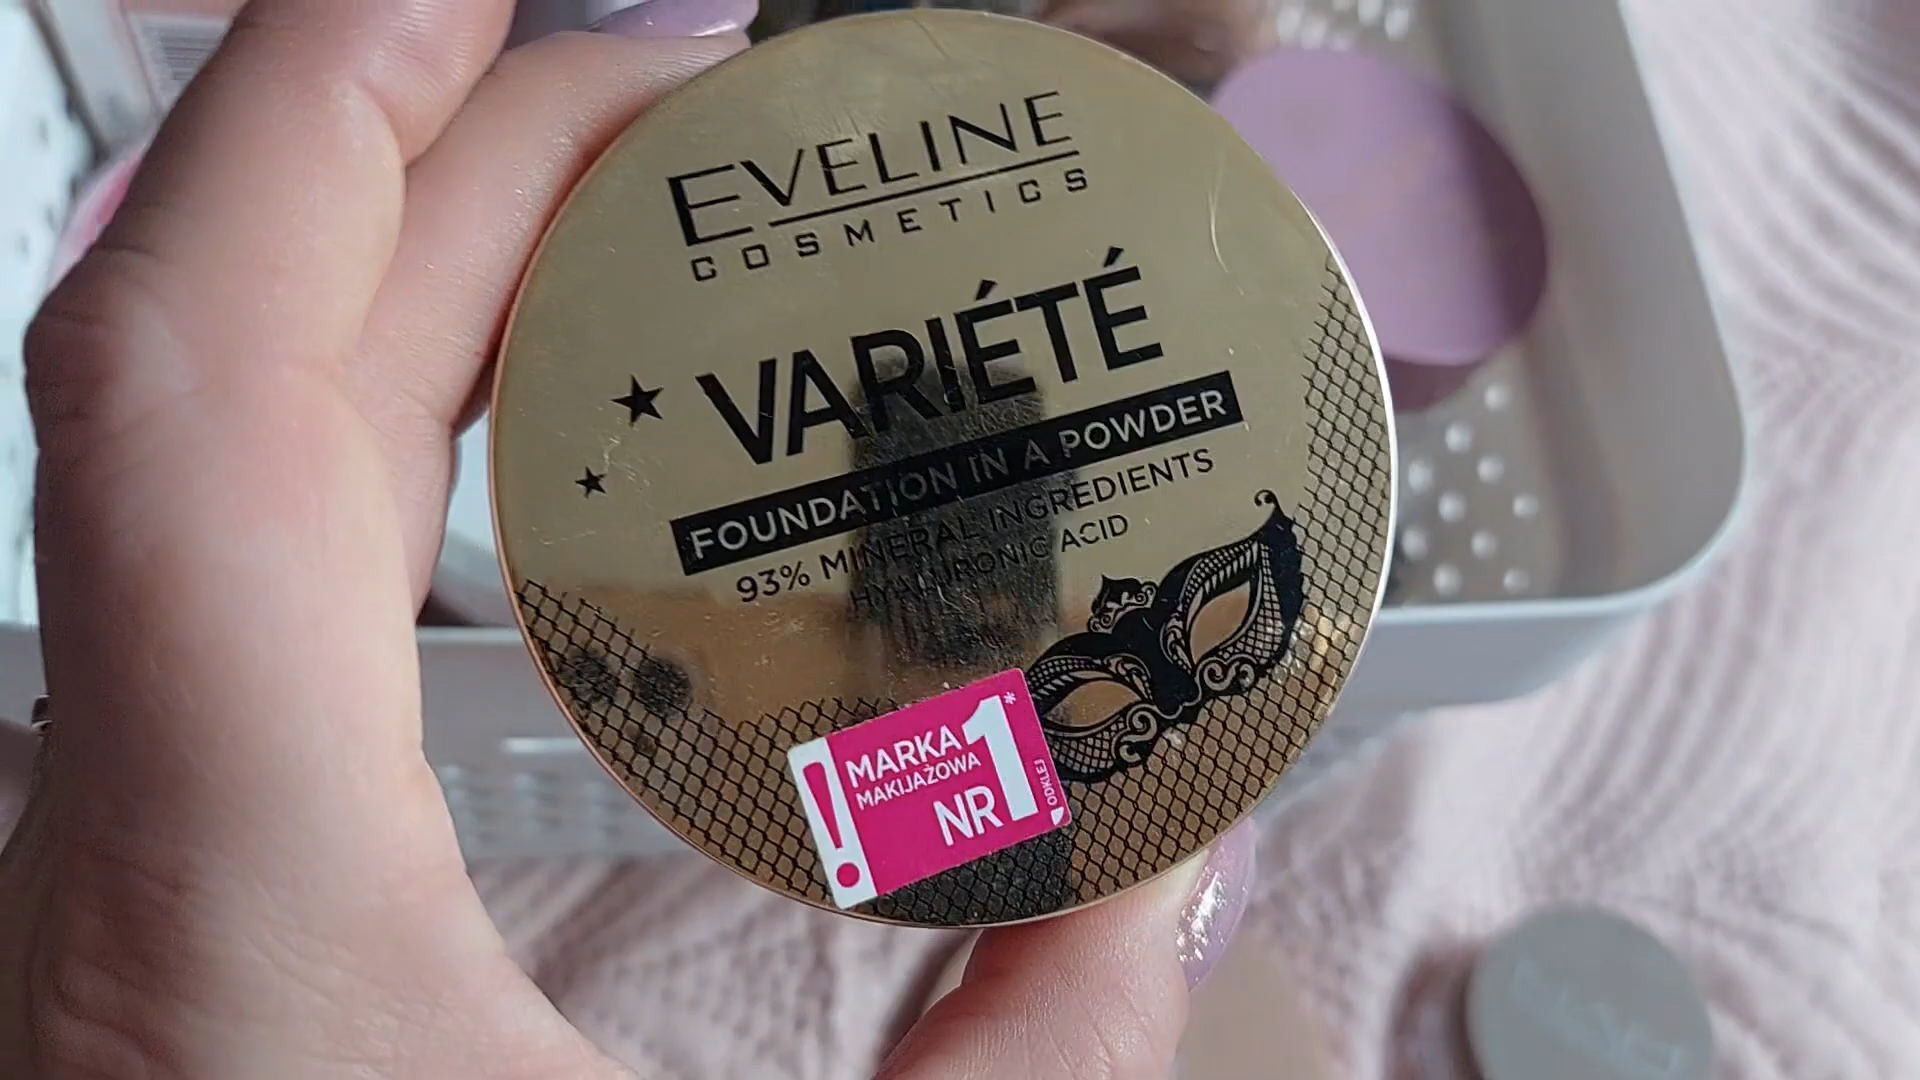 EVELINE
COSMETICS
VARIÉTÉ
FOUNDATION IN A POWDER
93% MINERAL INGREDIENTS
HYALURONIC ACID
! MARKA
MAKIJAŻOWA
NR 1*
ODKLEJ